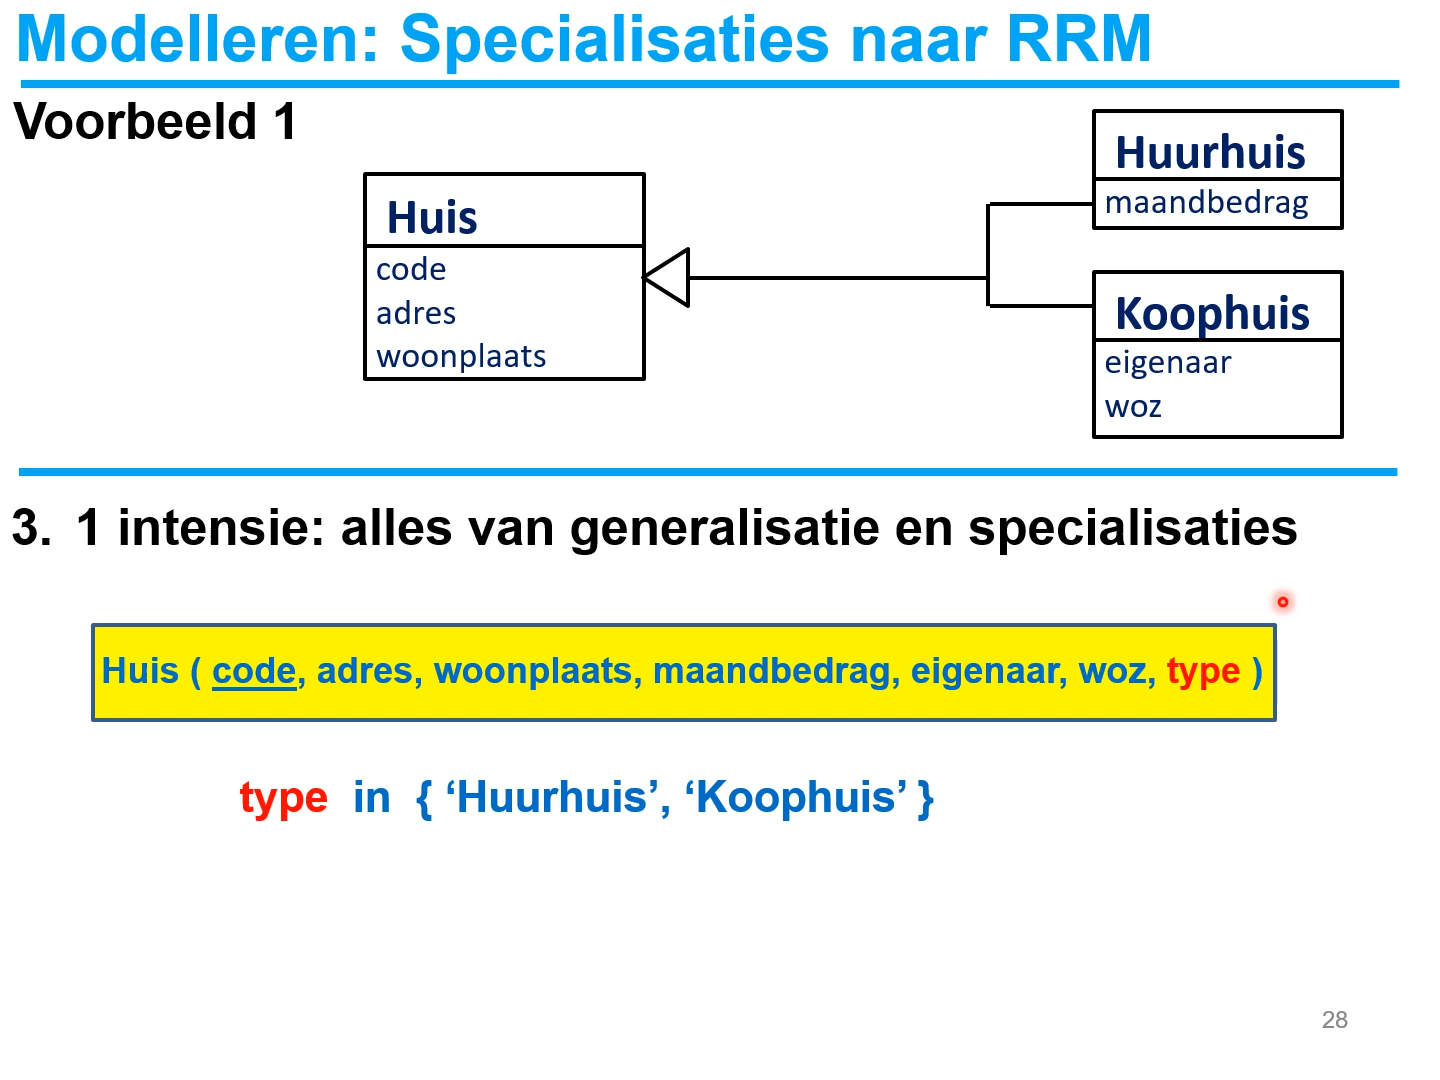 Modelleren: Specialisaties naar RRM
Voorbeeld 1
Huis
code
adres
woonplaats
Huurhuis
maandbedrag
Koophuis
eigenaar
woz
3. 1 intensie: alles van generalisatie en specialisaties
Huis ( code, adres, woonplaats, maandbedrag, eigenaar, woz, type )
type in { ‘Huurhuis’, ‘Koophuis’ }
28